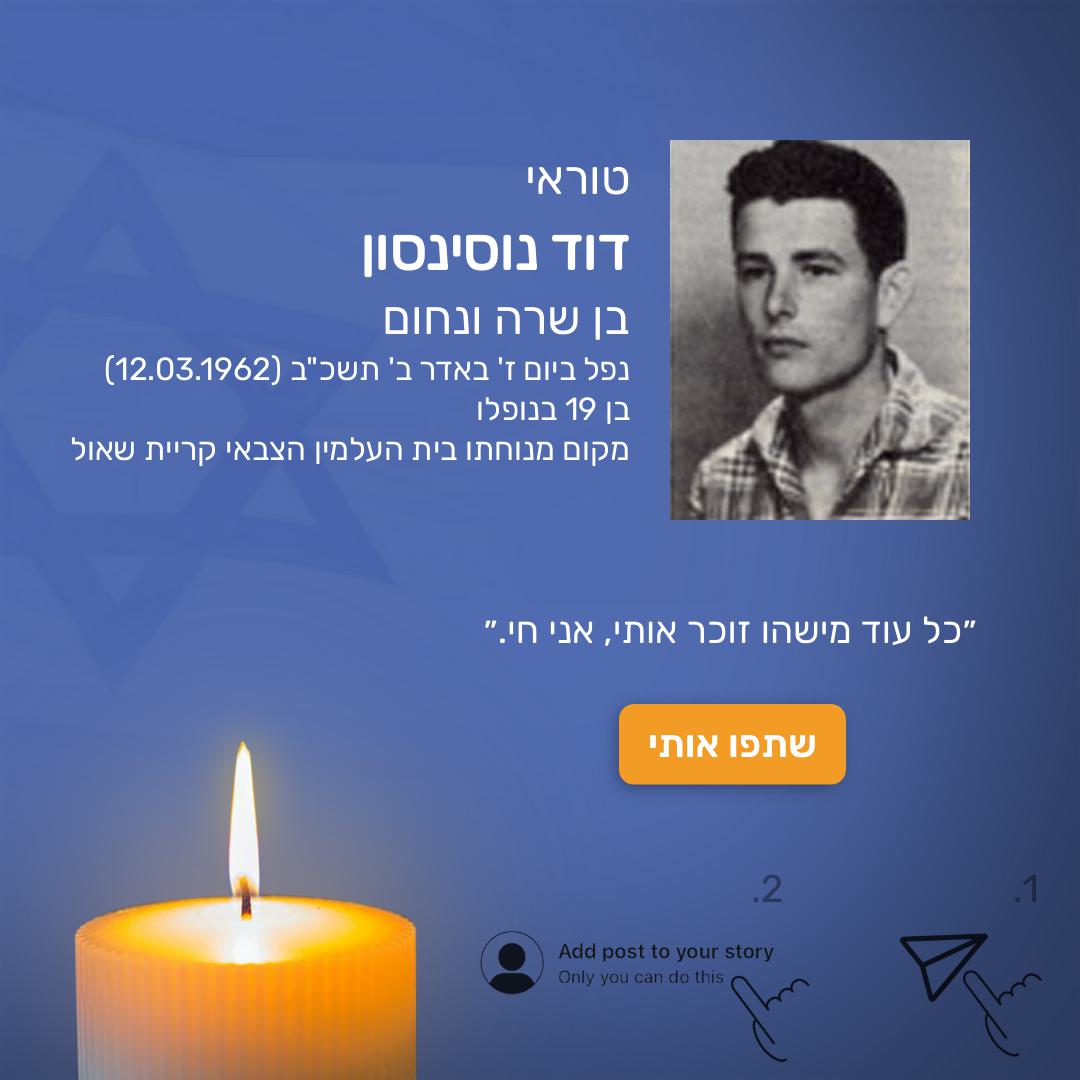 טוראי
דוד נוסינסון
בן שרה ונחום
נפל ביום ז' באדר ב' תשכ"ב (12.03.1962)
בן 19 בנופלו
מקום מנוחתו בית העלמין הצבאי קריית שאול
״כל עוד מישהו זוכר אותי, אני חי.״
שתפו אותי
1.
2.
Add post to your story
Only you can do this